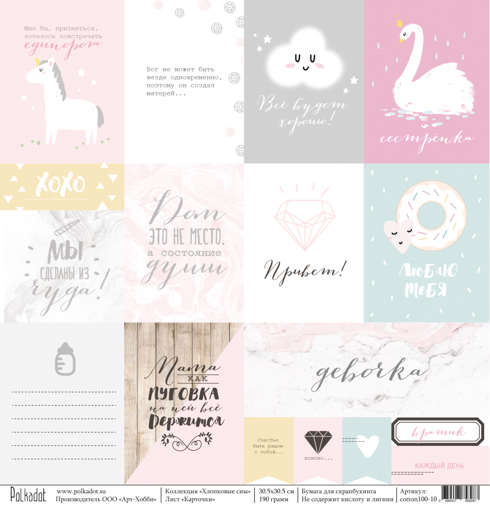 Мне бы, признаться,
хотелось повстречать
единорога
Бог не может быть
везде одновременно,
поэтому он создал
матерей...
Всё будет
хорошо!
сестрёнка
XOXO
МЫ
СДЕЛАНЫ ИЗ
чуда!
Дом
ЭТО НЕ МЕСТО,
а состояние
души
Привет!
ЛЮБЛЮ
ТЕБЯ
Мама
КАК
ПУГОВКА
на ней всё
Держится
девочка
Счастье
быть рядом
с тобой...
братик
КАЖДЫЙ ДЕНЬ
Polkadot
www.polkadot.su
Производитель ООО «Арт-Хобби»
Коллекция «Хлопковые сны»
Лист «Карточки»
30.5x30.5 см
190 грамм
Бумага для скрапбукинга
Не содержит кислоту и лигнин
Артикул:
cotton100-10